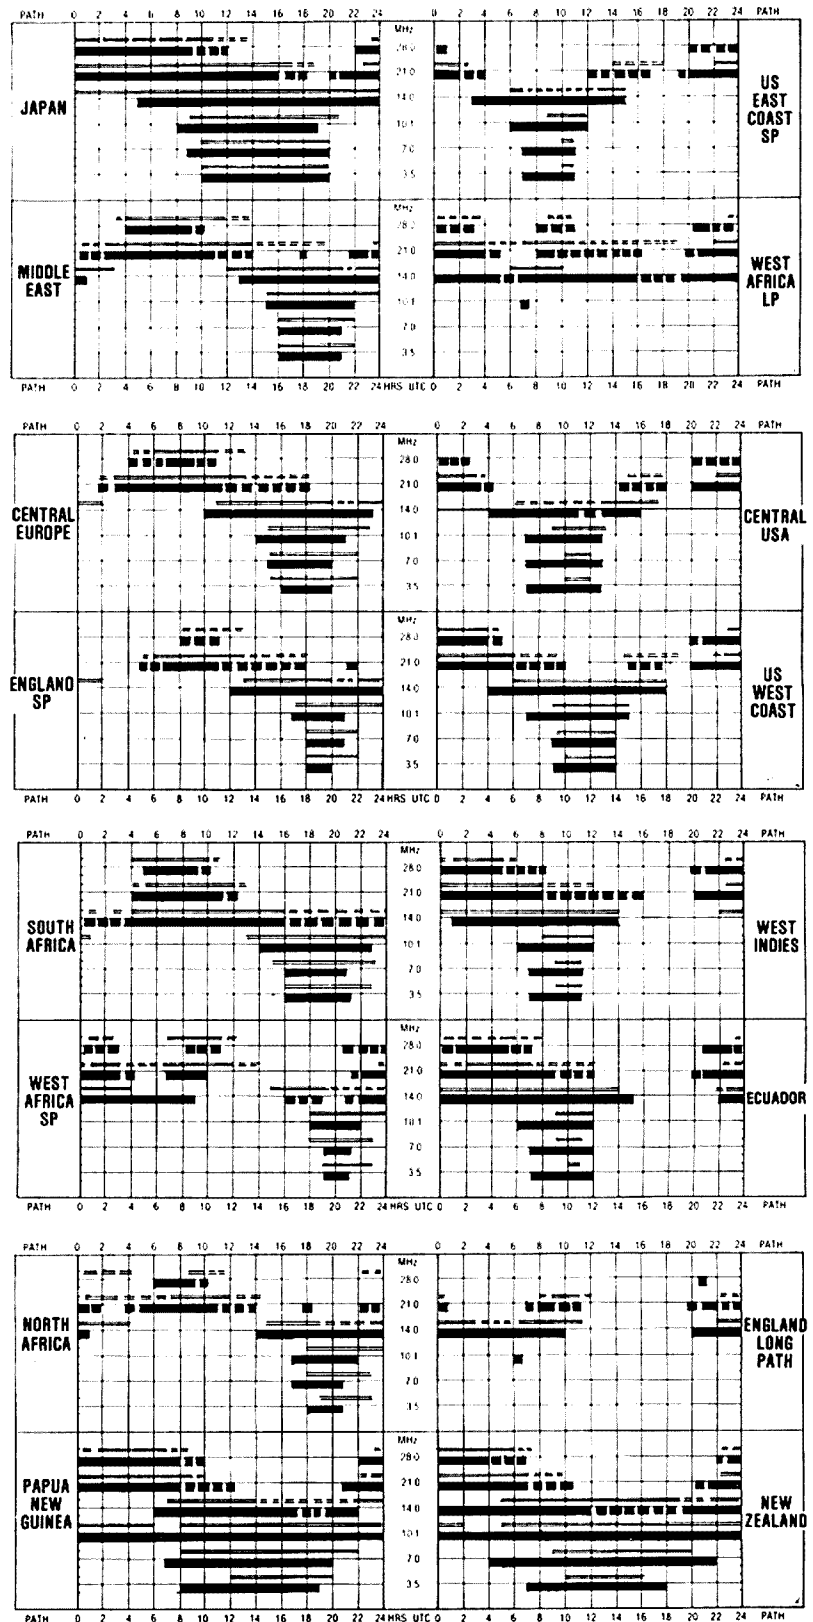 PATH 0 2 4 6 8 10 12 14 16 18 20 22 24 0 2 4 6 8 10 12 14 16 18 20 22 24 PATH
MHz
28.0
21.0
14.0
10.1
7.0
3.5
JAPAN
US
EAST
COAST
SP
MHz
28.0
21.0
14.0
10.1
7.0
3.5
MIDDLE
EAST
WEST
AFRICA
LP
PATH 0 2 4 6 8 10 12 14 16 18 20 22 24 HRS UTC 0 2 4 6 8 10 12 14 16 18 20 22 24 PATH
PATH 0 2 4 6 8 10 12 14 16 18 20 22 24 0 2 4 6 8 10 12 14 16 18 20 22 24 PATH
MHz
28.0
21.0
14.0
10.1
7.0
3.5
CENTRAL
EUROPE
CENTRAL
USA
MHz
28.0
21.0
14.0
10.1
7.0
3.5
ENGLAND
SP
US
WEST
COAST
PATH 0 2 4 6 8 10 12 14 16 18 20 22 24 HRS UTC 0 2 4 6 8 10 12 14 16 18 20 22 24 PATH
PATH 0 2 4 6 8 10 12 14 16 18 20 22 24 0 2 4 6 8 10 12 14 16 18 20 22 24 PATH
MHz
28.0
21.0
14.0
10.1
7.0
3.5
SOUTH
AFRICA
WEST
INDIES
MHz
28.0
21.0
14.0
10.1
7.0
3.5
WEST
AFRICA
SP
ECUADOR
PATH 0 2 4 6 8 10 12 14 16 18 20 22 24 HRS UTC 0 2 4 6 8 10 12 14 16 18 20 22 24 PATH
PATH 0 2 4 6 8 10 12 14 16 18 20 22 24 0 2 4 6 8 10 12 14 16 18 20 22 24 PATH
MHz
28.0
21.0
14.0
10.1
7.0
3.5
NORTH
AFRICA
ENGLAND
LONG
PATH
MHz
28.0
21.0
14.0
10.1
7.0
3.5
PAPUA
NEW
GUINEA
NEW
ZEALAND
PATH 0 2 4 6 8 10 12 14 16 18 20 22 24 HRS UTC 0 2 4 6 8 10 12 14 16 18 20 22 24 PATH